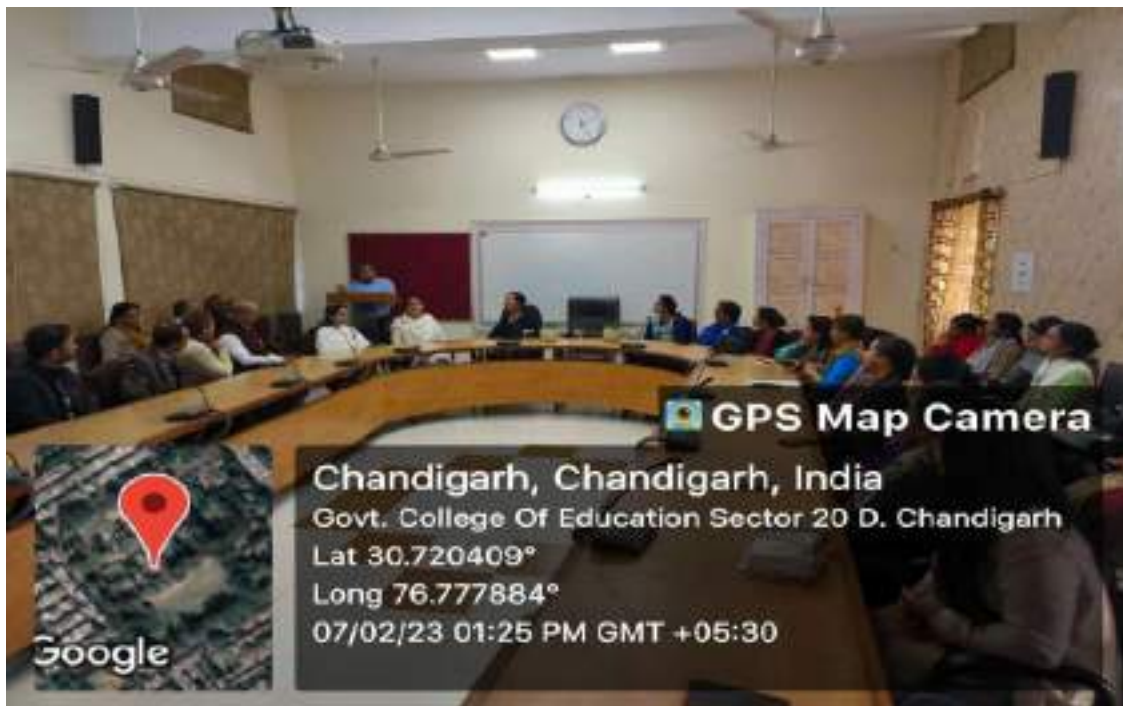 GPS Map Camera
Chandigarh, Chandigarh, India
Govt. College Of Education Sector 20 D. Chandigarh
Lat 30.720409°
Long 76.777884°
07/02/23 01:25 PM GMT +05:30
Google